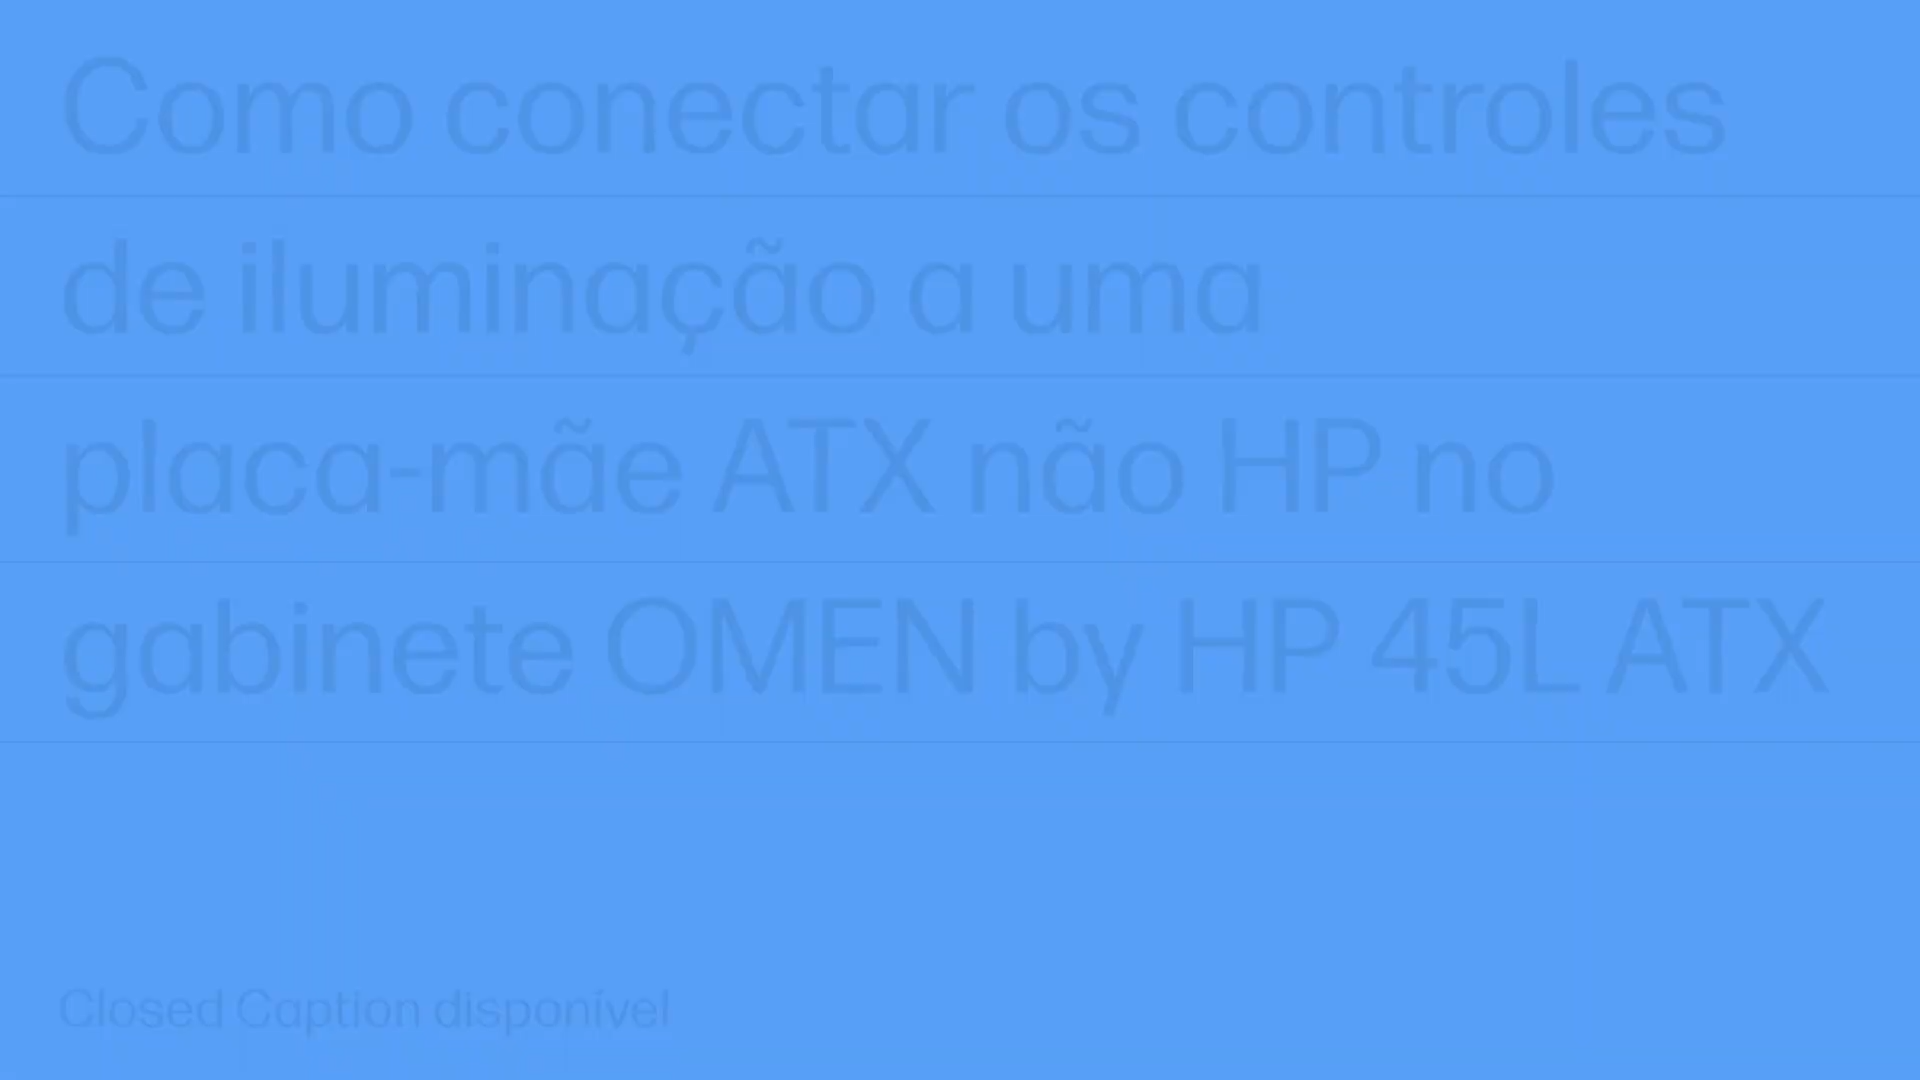 Como conectar os controles
de iluminação a uma
placa-mãe ATX não HP no
gabinete OMEN by HP 45L ATX
Closed Caption disponível